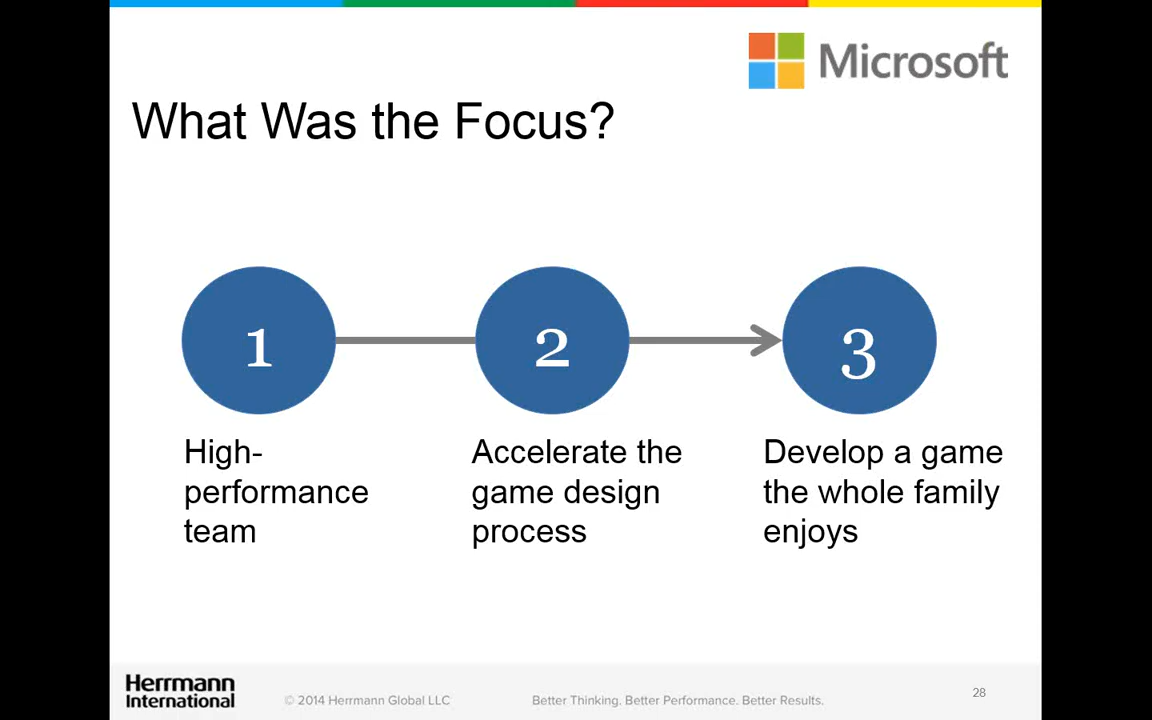 Microsoft
What Was the Focus?
1
2
3
High-
performance
team
Accelerate the
game design
process
Develop a game
the whole family
enjoys
Herrmann
International
© 2014 Herrmann Global LLC
Better Thinking. Better Performance. Better Results.
28